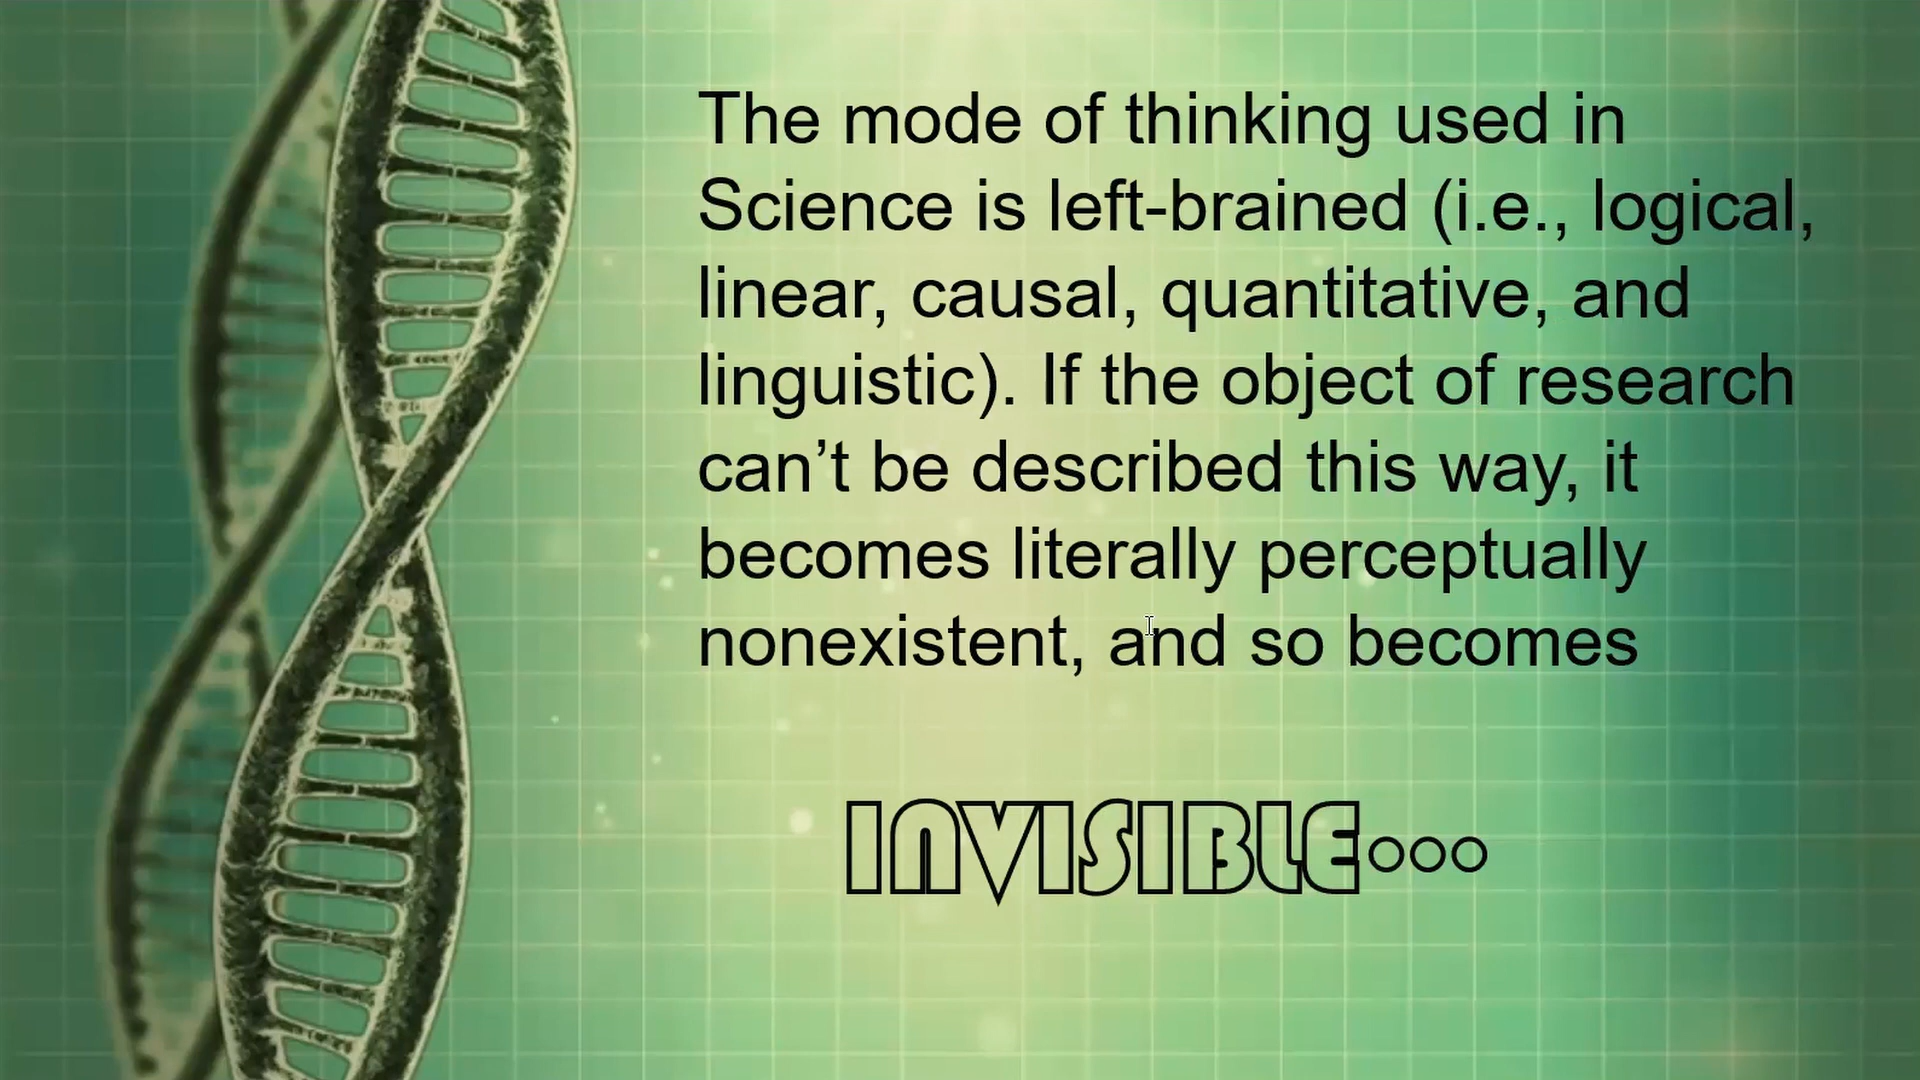 The mode of thinking used in
Science is left-brained (i.e., logical,
linear, causal, quantitative, and
linguistic). If the object of research
can’t be described this way, it
becomes literally perceptually
nonexistent, and so becomes
INVISIBLE...